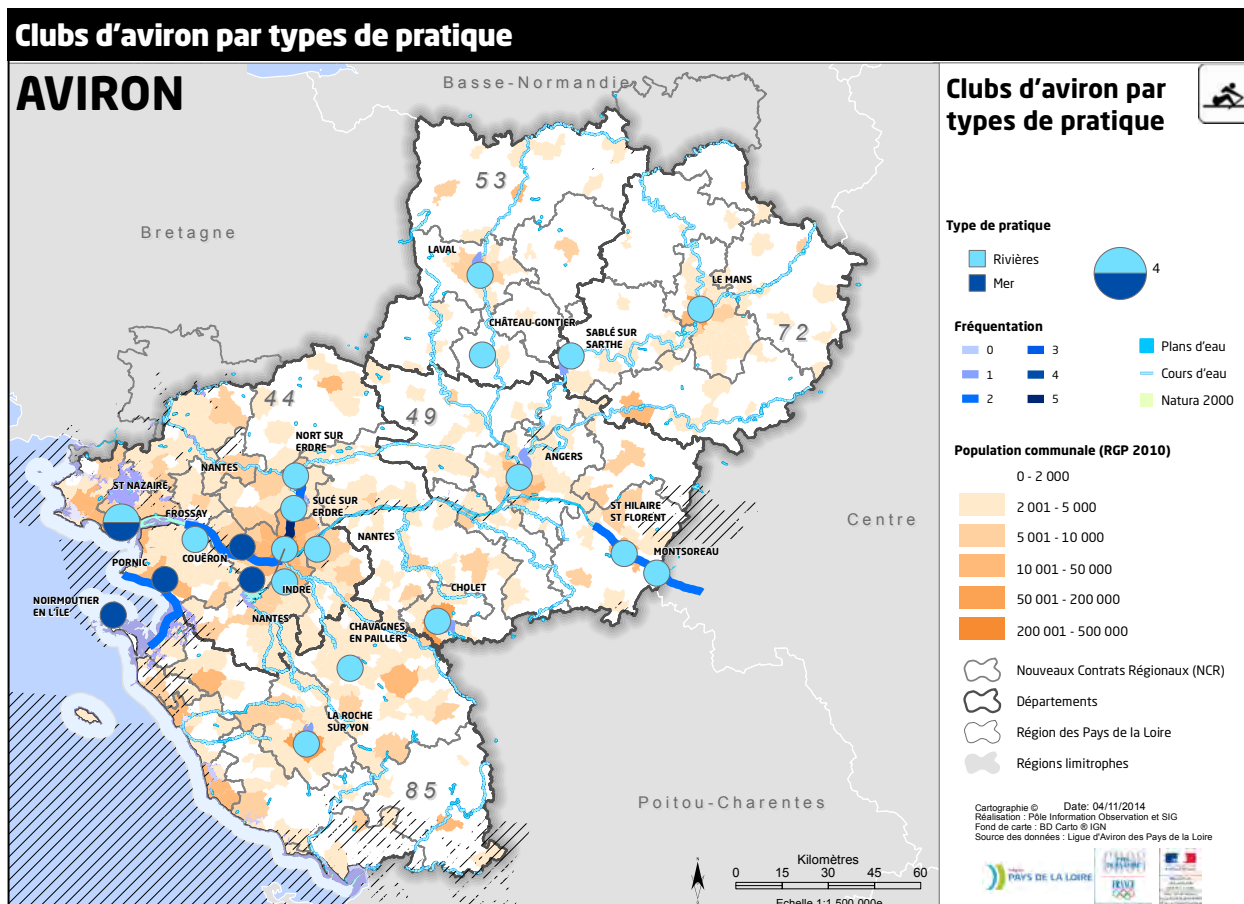 Clubs d'aviron par types de pratique
AVIRON
Basse-Normandie
Bretagne
Centre
Poitou-Charentes
53
72
44
49
85
LAVAL
LE MANS
CHÂTEAU-GONTIER
SABLÉ SUR
SARTHE
NORT SUR
ERDRE
NANTES
ANGERS
ST NAZAIRE
SUCÉ SUR
ERDRE
FROSSAY
ST HILAIRE
ST FLORENT
NANTES
COUËRON
MONTSOREAU
PORNIC
INDRE
CHOLET
NOIRMOUTIER
EN L'ÎLE
NANTES
CHAVAGNES
EN PAILLERS
LA ROCHE
SUR YON
Kilomètres
0 15 30 45 60
Echelle 1:1 500 000e
Clubs d'aviron par
types de pratique
Type de pratique
Rivières
Mer
4
Fréquentation
0
1
2
3
4
5
Plans d'eau
Cours d'eau
Natura 2000
Population communale (RGP 2010)
0 - 2 000
2 001 - 5 000
5 001 - 10 000
10 001 - 50 000
50 001 - 200 000
200 001 - 500 000
Nouveaux Contrats Régionaux (NCR)
Départements
Région des Pays de la Loire
Régions limitrophes
Cartographie © Date: 04/11/2014
Réalisation : Pôle Information Observation et SIG
Fond de carte : BD Carto ® IGN
Source des données : Ligue d'Aviron des Pays de la Loire
PAYS DE LA LOIRE
CROS
FRANCE